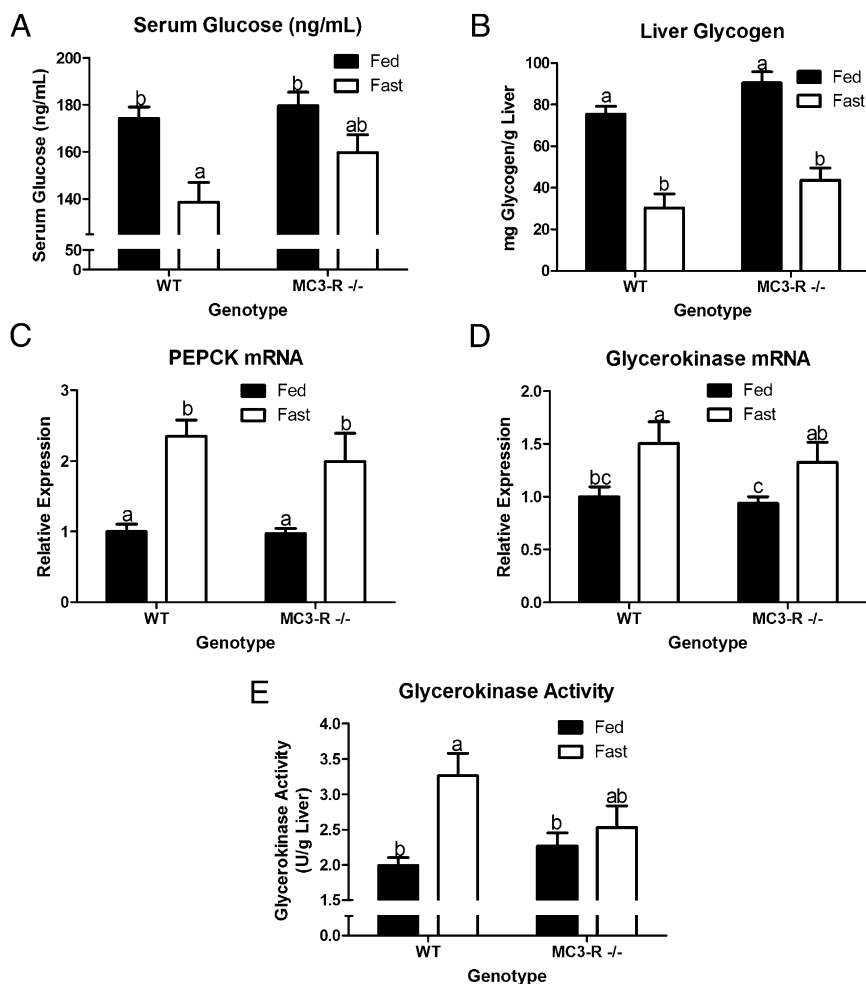 A
Serum Glucose (ng/mL)
200
180
160
140
50
0
Serum Glucose (ng/mL)
Fed
Fast
b
a
b
ab
WT
MC3-R -/-
Genotype
B
Liver Glycogen
100
80
60
40
20
0
mg Glycogen/g Liver
Fed
Fast
a
b
a
b
WT
MC3-R -/-
Genotype
C
PEPCK mRNA
3
2
1
0
Relative Expression
Fed
Fast
a
b
a
b
WT
MC3-R -/-
Genotype
D
Glycerokinase mRNA
2.0
1.5
1.0
0.5
0.0
Relative Expression
Fed
Fast
bc
a
c
ab
WT
MC3-R -/-
Genotype
E
Glycerokinase Activity
4.0
3.5
3.0
2.5
2.0
1.5
0.0
Glycerokinase Activity
(U/g Liver)
Fed
Fast
b
a
b
ab
WT
MC3-R -/-
Genotype